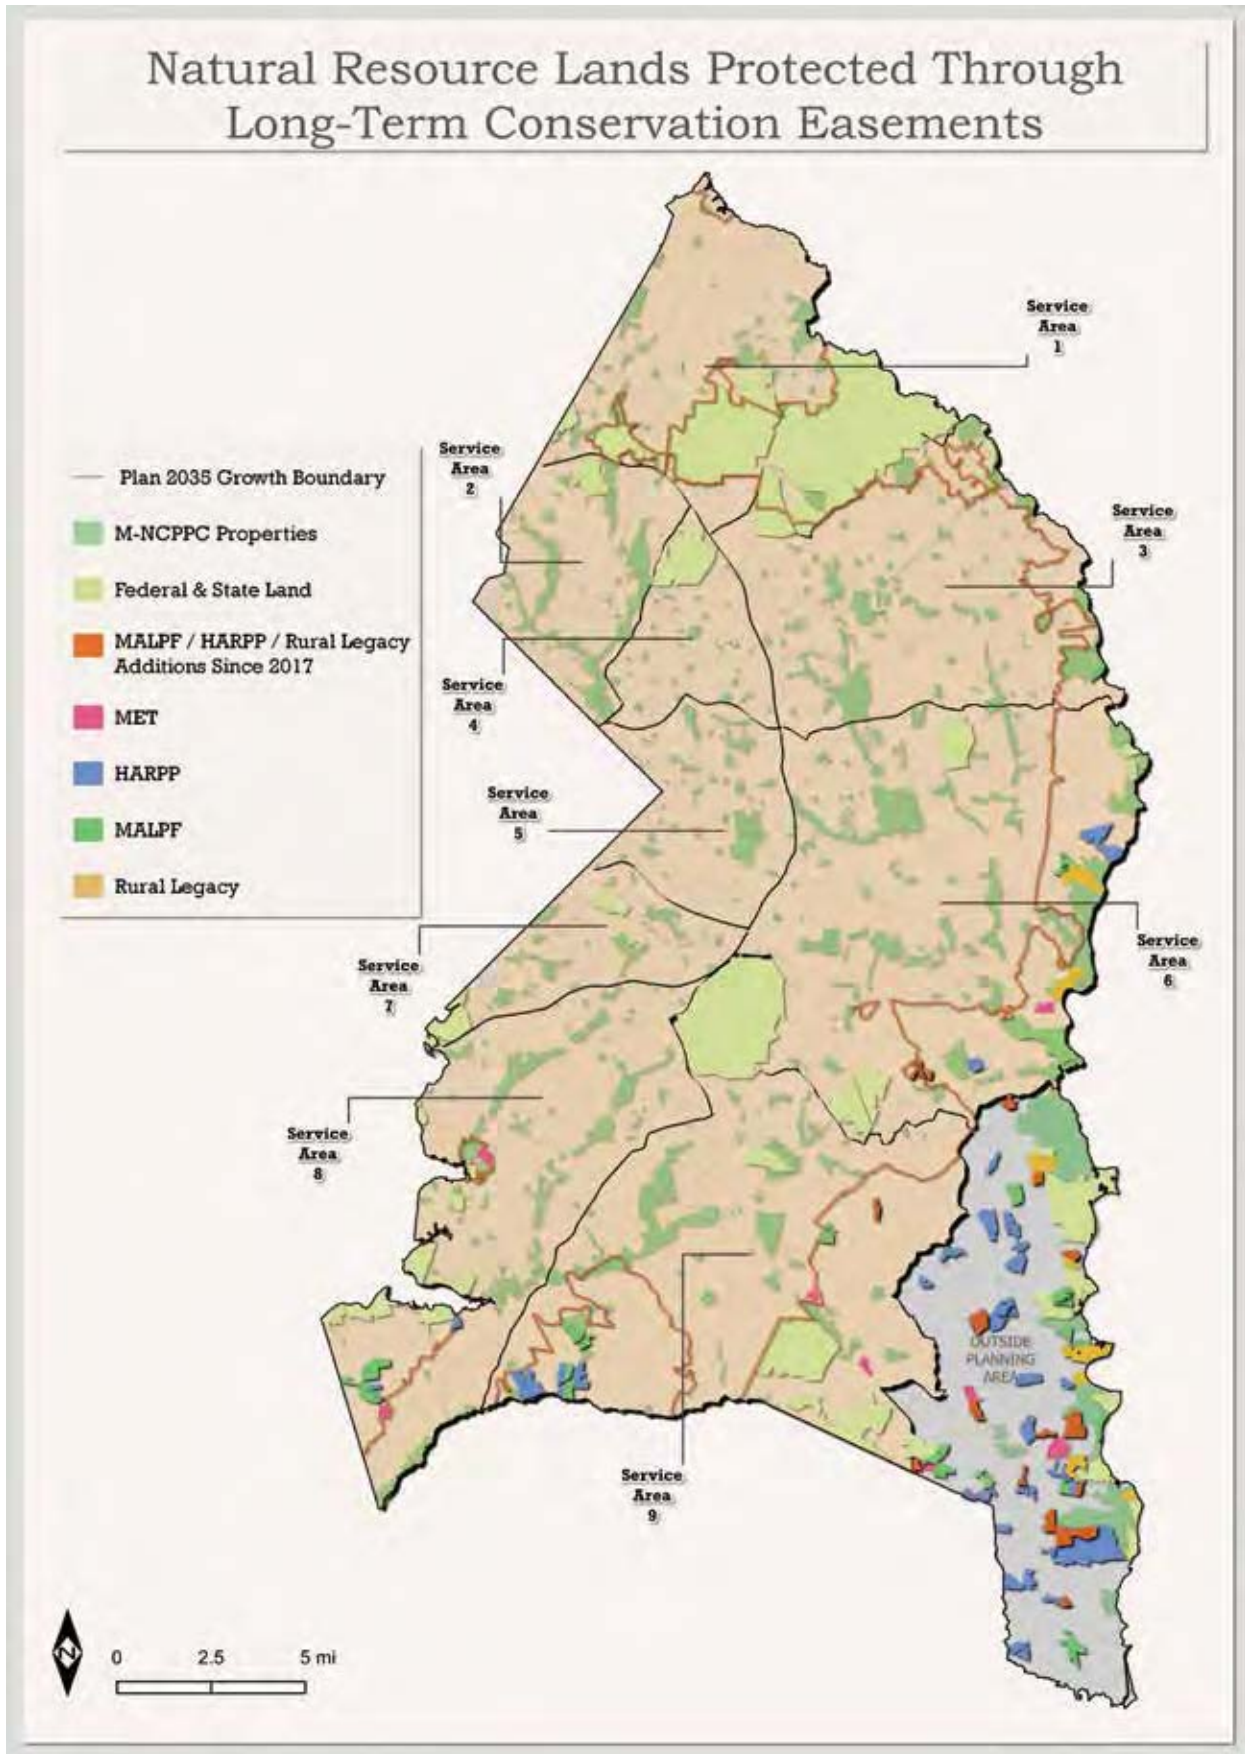 Natural Resource Lands Protected Through
Long-Term Conservation Easements
Service
Area
1
Service
Area
2
Plan 2035 Growth Boundary
M-NCPPC Properties
Federal & State Land
MALPF / HARPP / Rural Legacy
Additions Since 2017
MET
HARPP
MALPF
Rural Legacy
Service
Area
3
Service
Area
4
Service
Area
5
Service
Area
6
Service
Area
7
Service
Area
8
OUTSIDE
PLANNING
AREA
Service
Area
9
N
0 2.5 5 mi